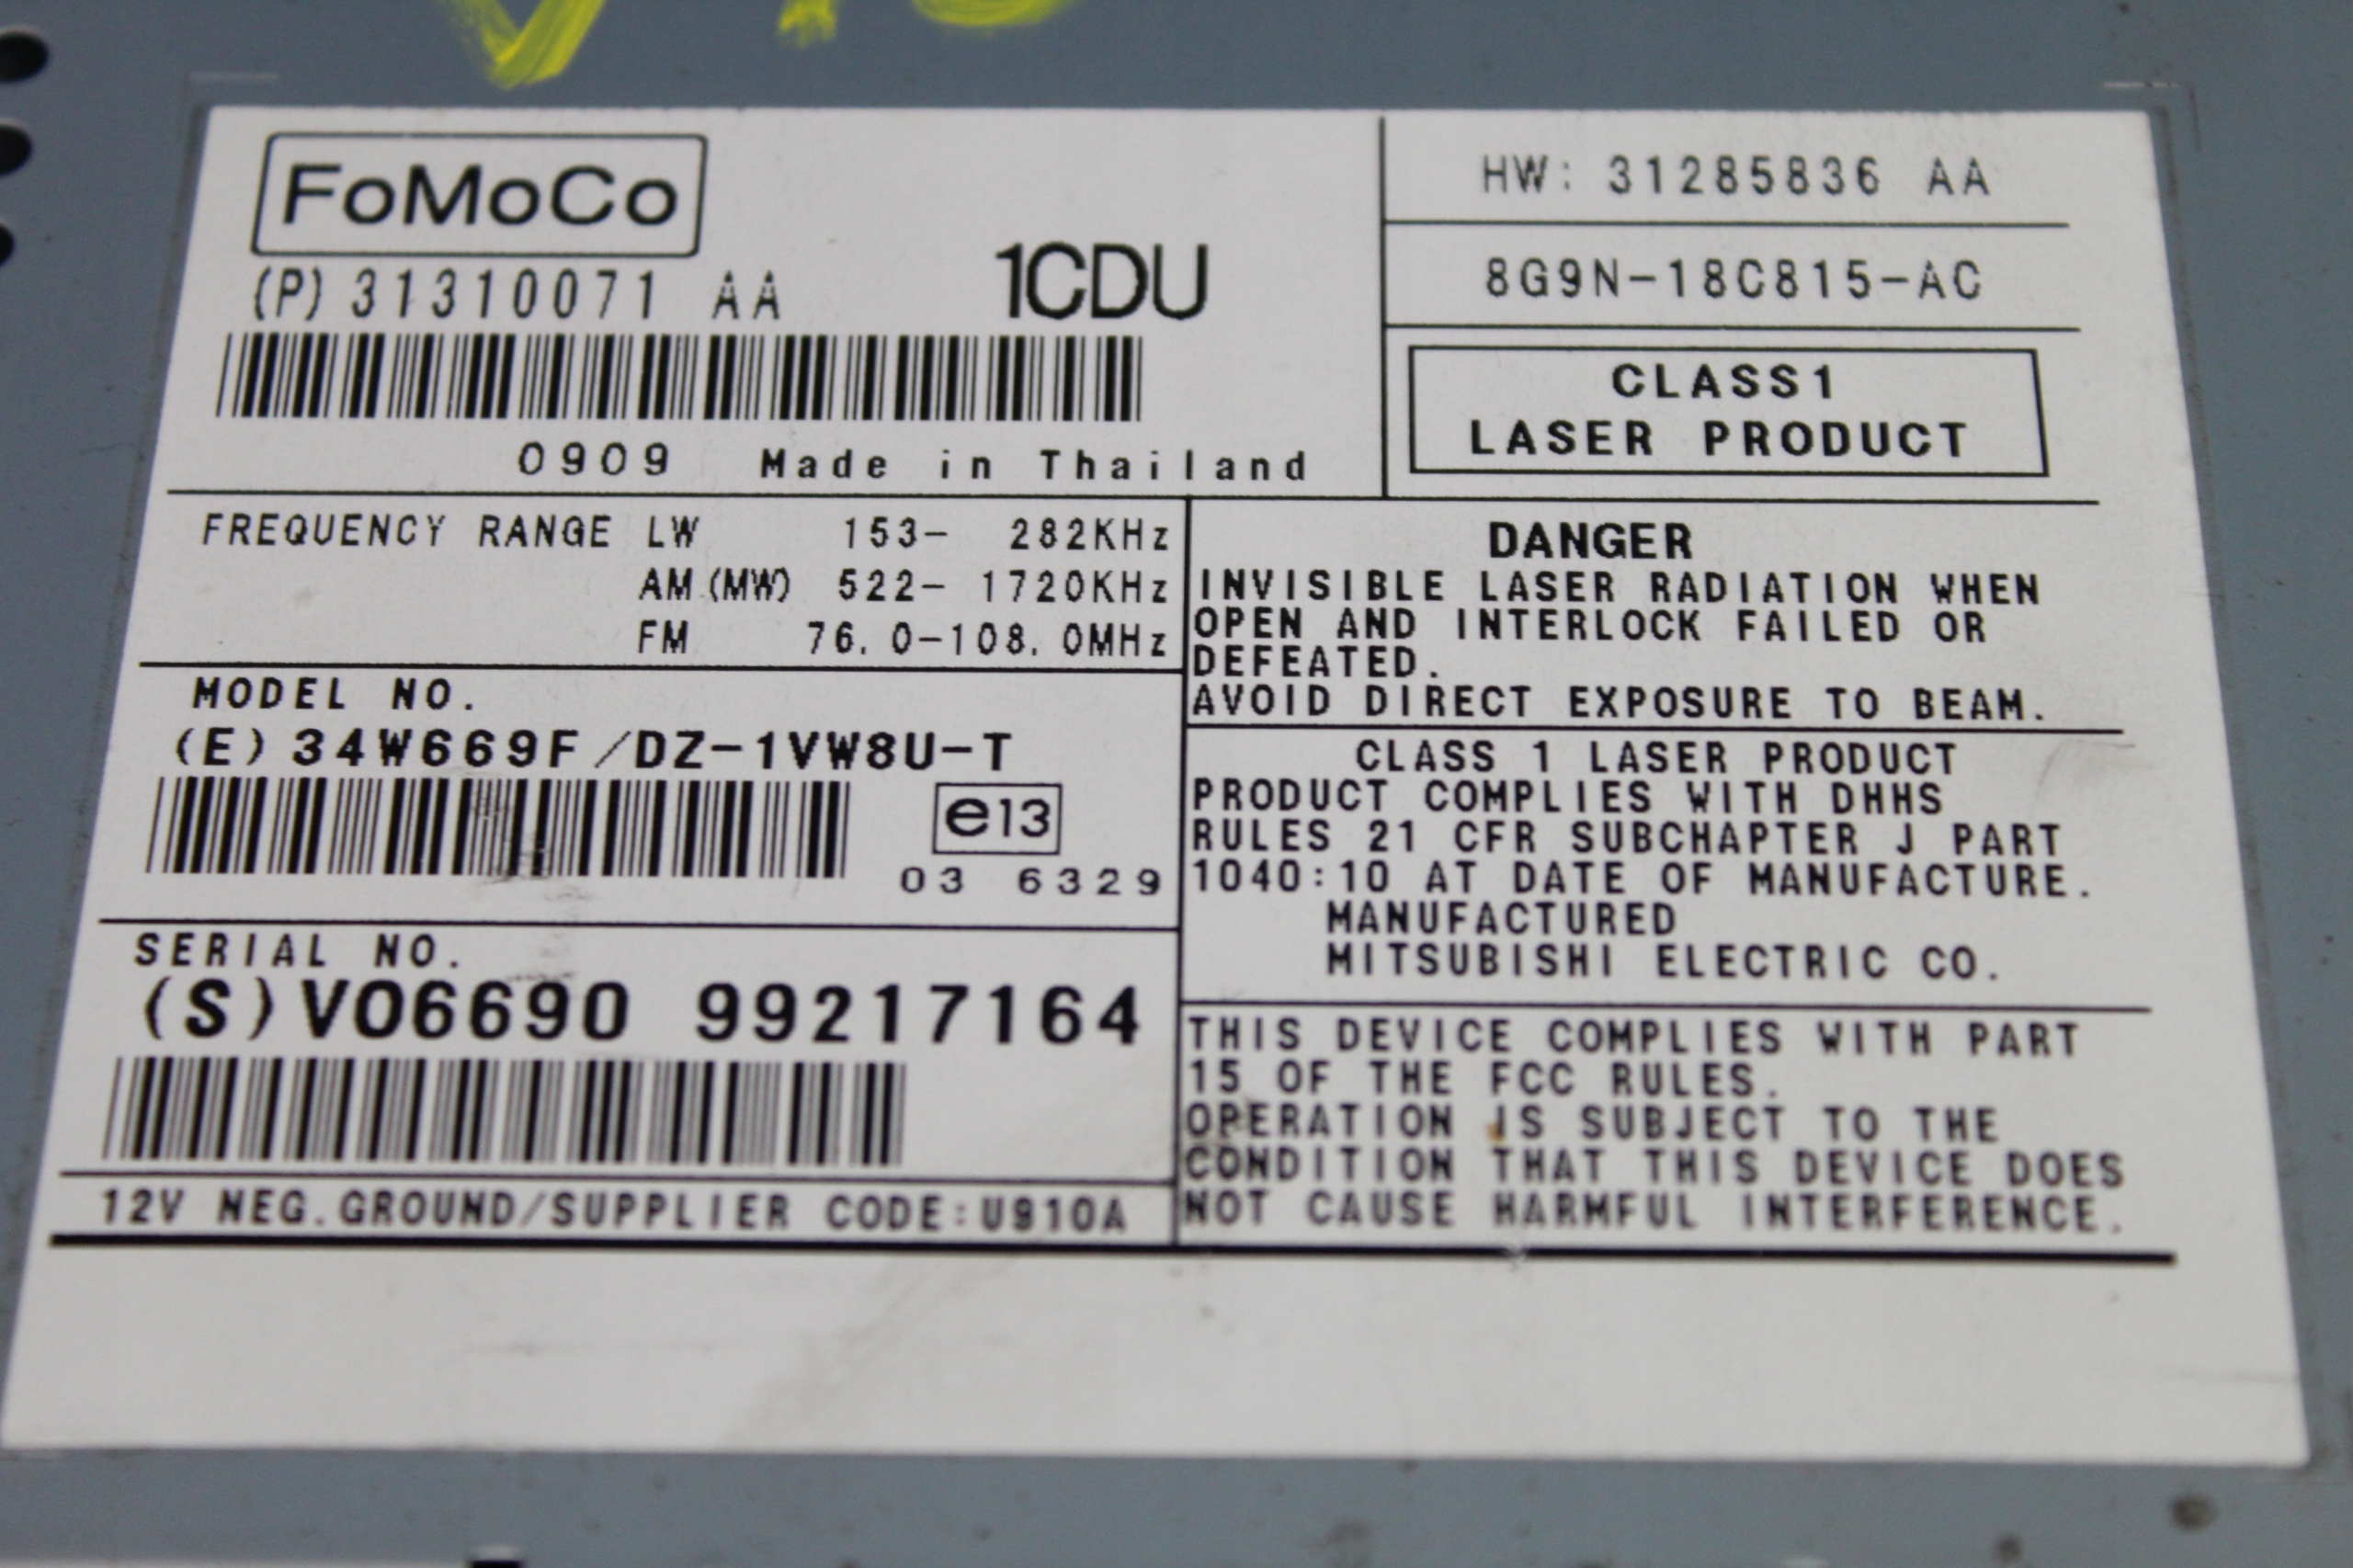 FoMoCo
(P) 31310071 AA 1CDU
0909 Made in Thailand
HW: 31285836 AA
8G9N-18C815-AC
CLASS1
LASER PRODUCT
FREQUENCY RANGE LW 153- 282KHz
AM (MW) 522- 1720KHz
FM 76.0-108.0MHz
MODEL NO.
(E) 34W669F/DZ-1VW8U-T
e13
03 6329
SERIAL NO.
(S) VO6690 99217164
12V NEG.GROUND/SUPPLIER CODE:U910A
DANGER
INVISIBLE LASER RADIATION WHEN
OPEN AND INTERLOCK FAILED OR
DEFEATED.
AVOID DIRECT EXPOSURE TO BEAM.
CLASS 1 LASER PRODUCT
PRODUCT COMPLIES WITH DHHS
RULES 21 CFR SUBCHAPTER J PART
1040:10 AT DATE OF MANUFACTURE.
MANUFACTURED
MITSUBISHI ELECTRIC CO.
THIS DEVICE COMPLIES WITH PART
15 OF THE FCC RULES.
OPERATION IS SUBJECT TO THE
CONDITION THAT THIS DEVICE DOES
NOT CAUSE HARMFUL INTERFERENCE.